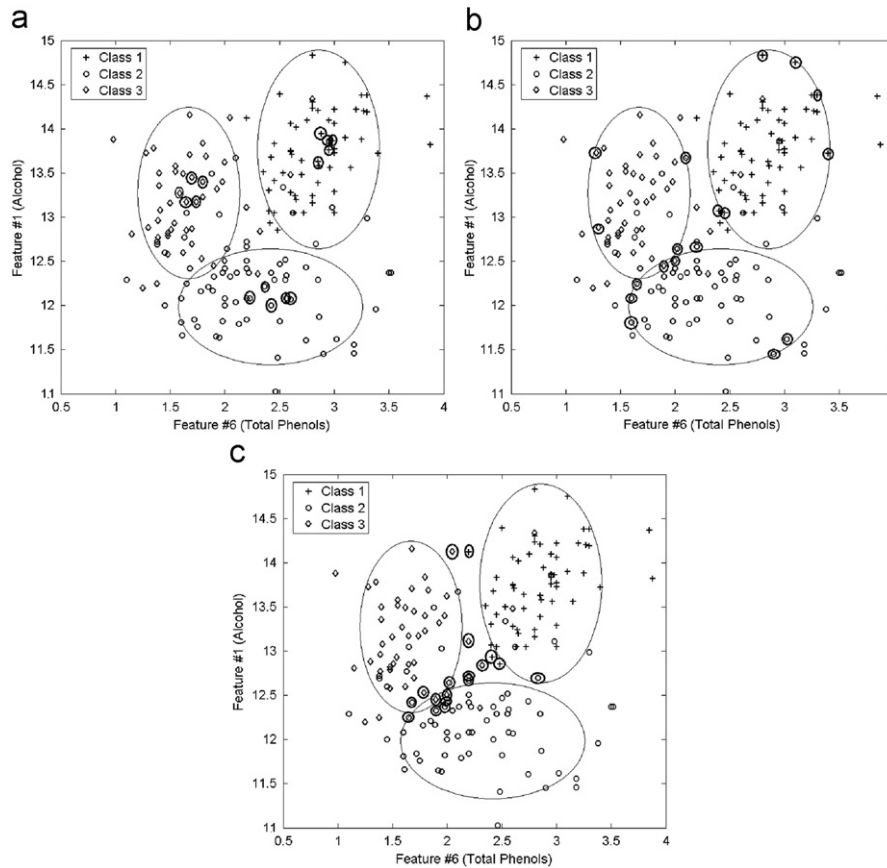 a
15
14.5
14
13.5
13
12.5
12
11.5
11
0.5 1 1.5 2 2.5 3 3.5 4
Feature #1 (Alcohol)
Feature #6 (Total Phenols)
+ Class 1
o Class 2
◇ Class 3
b
15
14.5
14
13.5
13
12.5
12
11.5
11
0.5 1 1.5 2 2.5 3 3.5
Feature #1 (Alcohol)
Feature #6 (Total Phenols)
+ Class 1
o Class 2
◇ Class 3
c
15
14.5
14
13.5
13
12.5
12
11.5
11
0.5 1 1.5 2 2.5 3 3.5 4
Feature #1 (Alcohol)
Feature #6 (Total Phenols)
+ Class 1
o Class 2
◇ Class 3